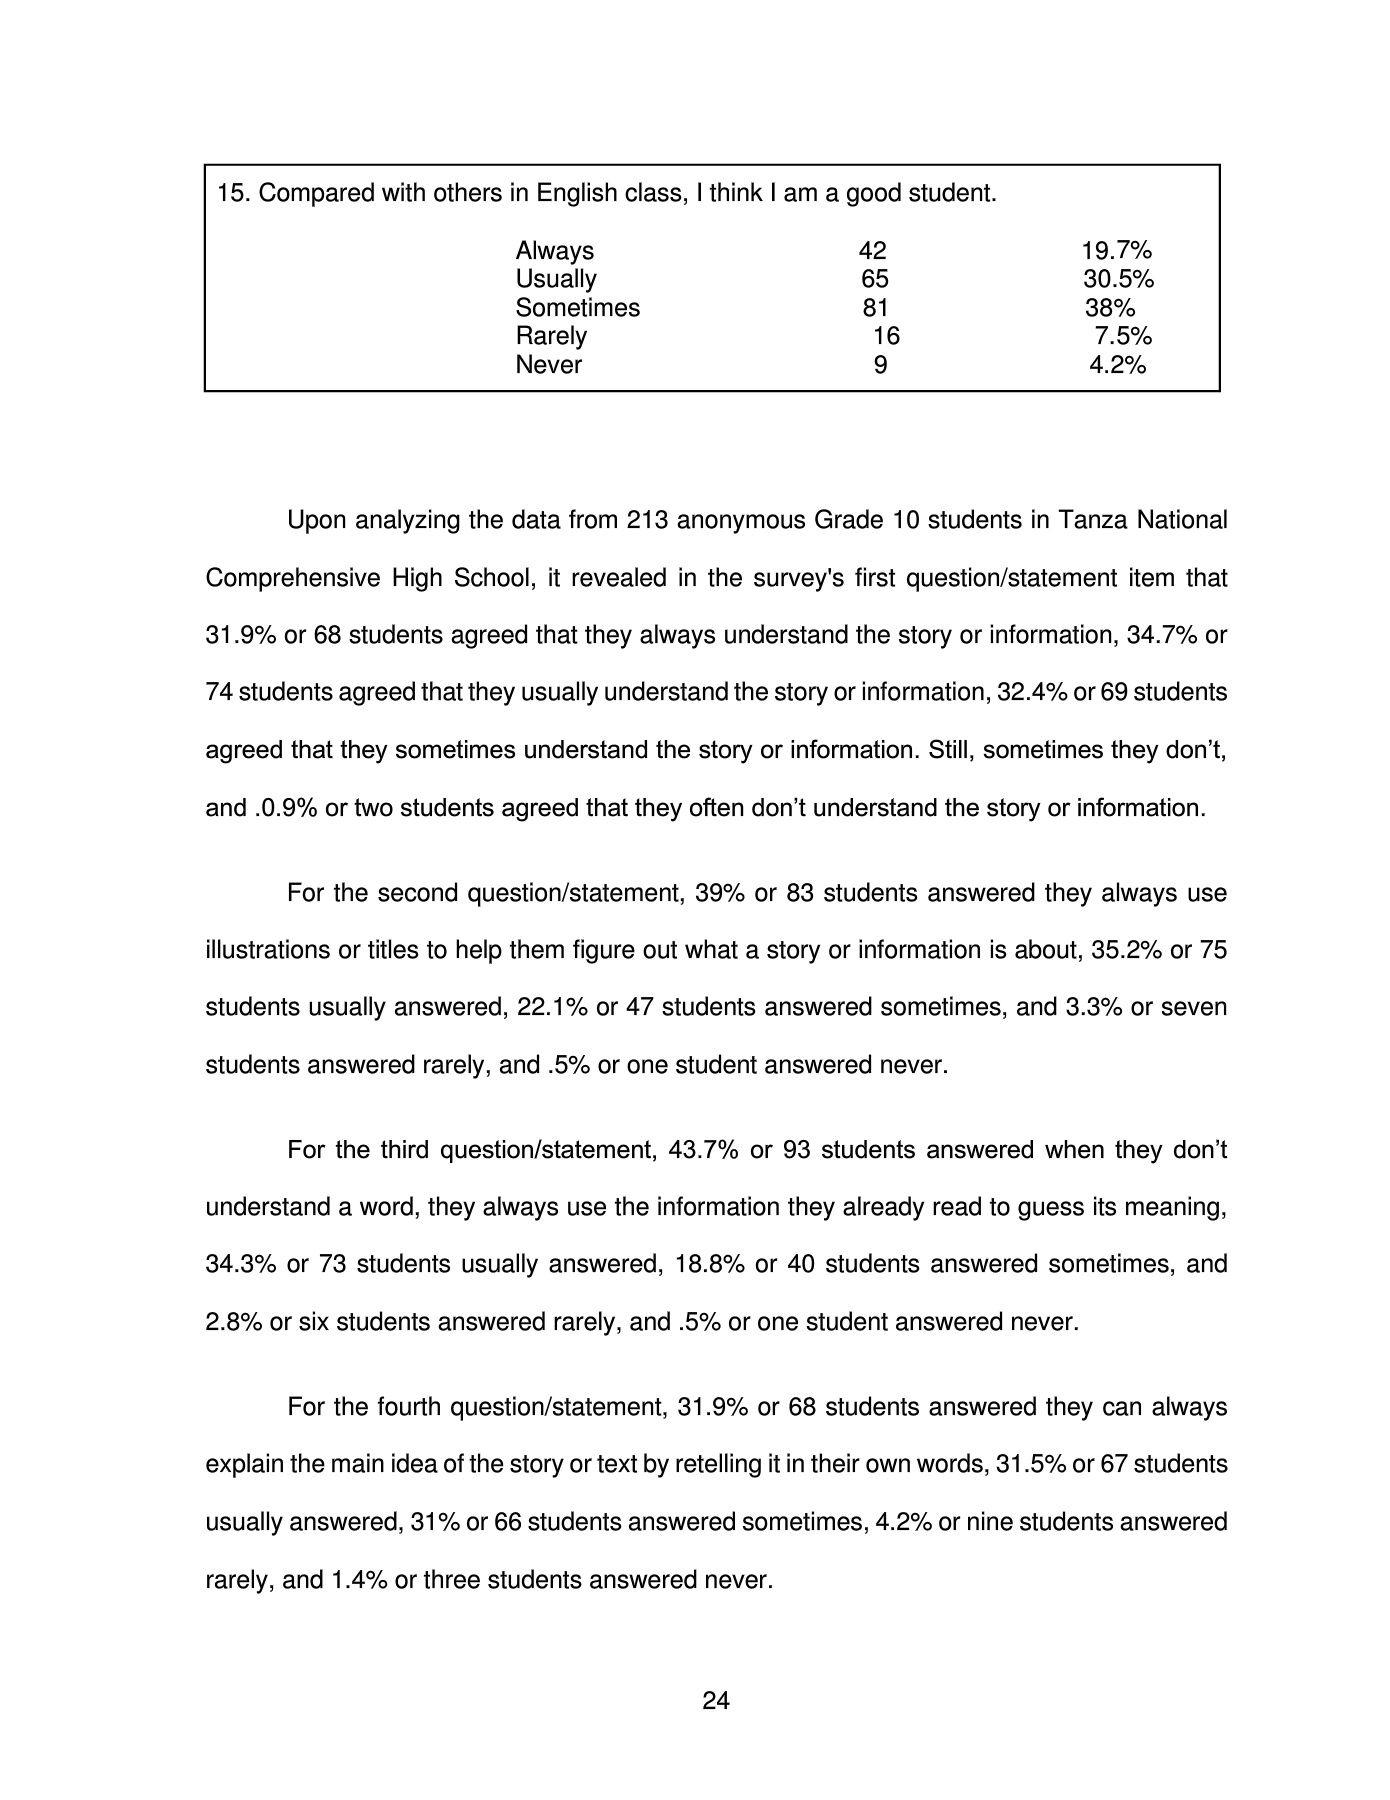 15. Compared with others in English class, I think I am a good student.
Always 42 19.7%
Usually 65 30.5%
Sometimes 81 38%
Rarely 16 7.5%
Never 9 4.2%
Upon analyzing the data from 213 anonymous Grade 10 students in Tanza National
Comprehensive High School, it revealed in the survey's first question/statement item that
31.9% or 68 students agreed that they always understand the story or information, 34.7% or
74 students agreed that they usually understand the story or information, 32.4% or 69 students
agreed that they sometimes understand the story or information. Still, sometimes they don’t,
and .0.9% or two students agreed that they often don’t understand the story or information.
For the second question/statement, 39% or 83 students answered they always use
illustrations or titles to help them figure out what a story or information is about, 35.2% or 75
students usually answered, 22.1% or 47 students answered sometimes, and 3.3% or seven
students answered rarely, and .5% or one student answered never.
For the third question/statement, 43.7% or 93 students answered when they don’t
understand a word, they always use the information they already read to guess its meaning,
34.3% or 73 students usually answered, 18.8% or 40 students answered sometimes, and
2.8% or six students answered rarely, and .5% or one student answered never.
For the fourth question/statement, 31.9% or 68 students answered they can always
explain the main idea of the story or text by retelling it in their own words, 31.5% or 67 students
usually answered, 31% or 66 students answered sometimes, 4.2% or nine students answered
rarely, and 1.4% or three students answered never.
24